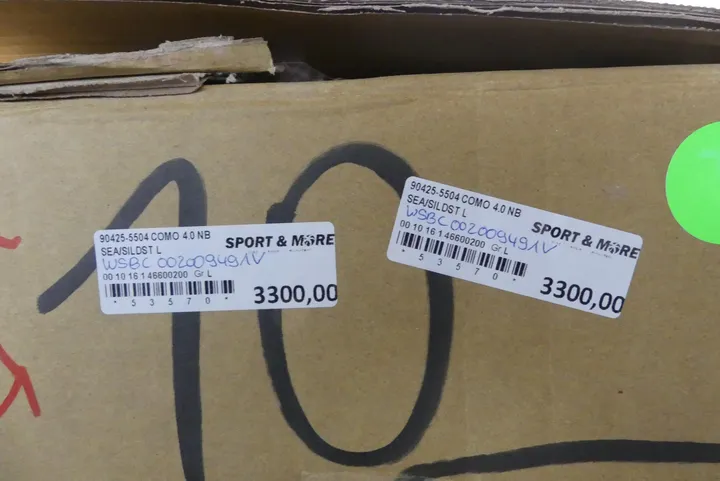 10
90425-5504 COMO 4.0 NB
SEA/SILDST L
SPORT & MORE
WSBC002009491V
00 10 16 1 46600200 Gr L
* 5 3 5 7 0 *
3300,00
90425-5504 COMO 4.0 NB
SEA/SILDST L
SPORT & MORE
WSBC002009491V
00 10 16 1 46600200 Gr L
* 5 3 5 7 0 *
3300,00